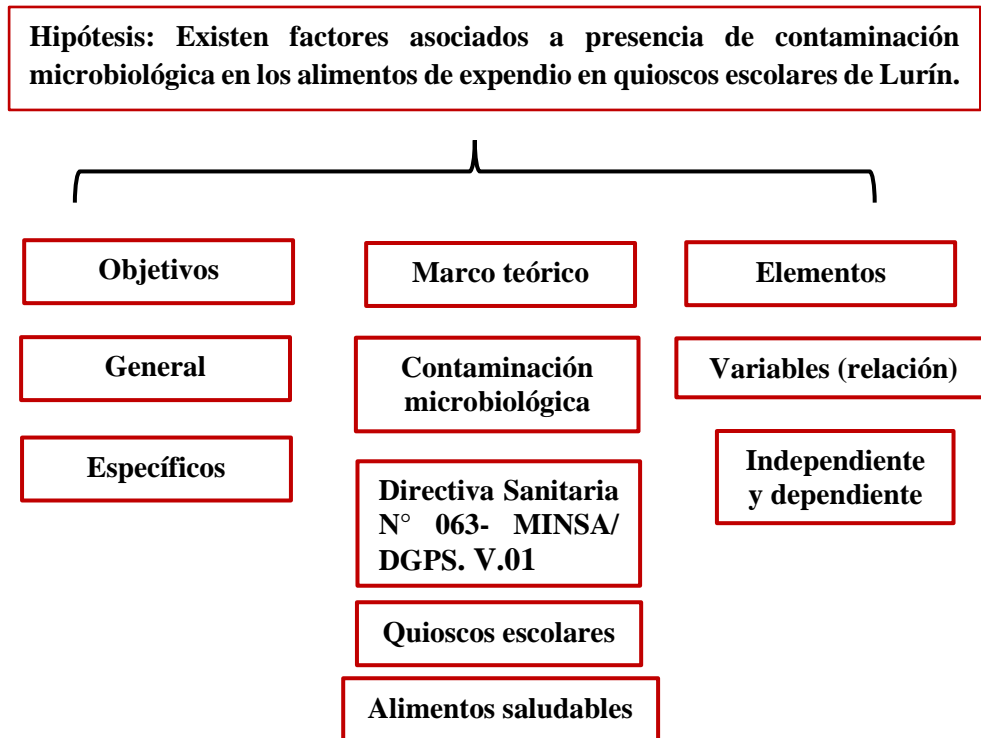 Hipótesis: Existen factores asociados a presencia de contaminación
microbiológica en los alimentos de expendio en quioscos escolares de Lurín.
Objetivos
General
Específicos
Marco teórico
Contaminación
microbiológica
Directiva Sanitaria
N° 063- MINSA/
DGPS. V.01
Quioscos escolares
Alimentos saludables
Elementos
Variables (relación)
Independiente
y dependiente